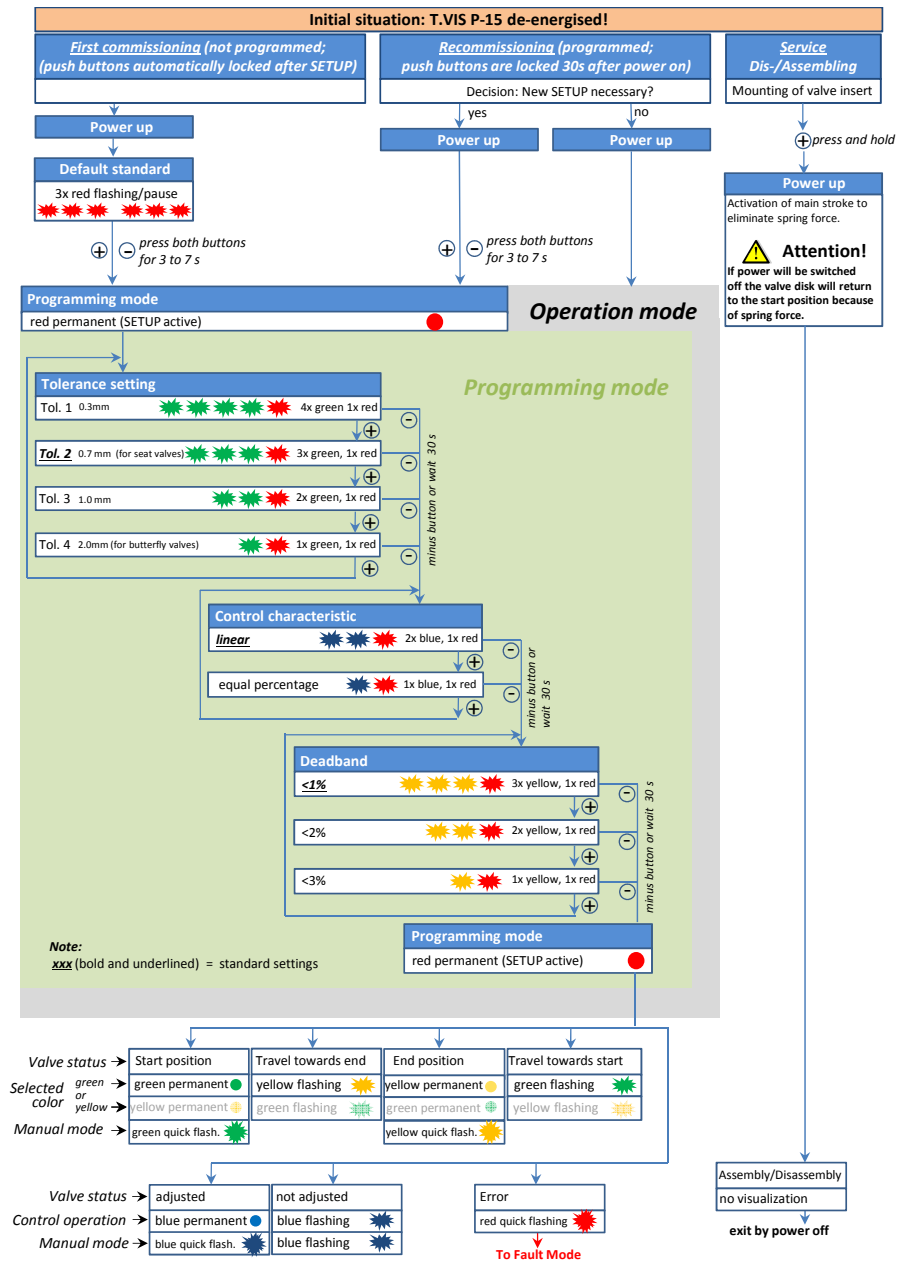 Initial situation: T.VIS P-15 de-energised!
First commissioning (not programmed;
(push buttons automatically locked after SETUP)
Recommissioning (programmed;
push buttons are locked 30s after power on)
Decision: New SETUP necessary?
Service
Dis-/Assembling
Mounting of valve insert
yes
no
Power up
Power up
Power up
+ press and hold
Default standard
3x red flashing/pause
Power up
Activation of main stroke to
eliminate spring force.
Attention!
If power will be switched
off the valve disk will return
to the start position because
of spring force.
+ − press both buttons
for 3 to 7 s
+ − press both buttons
for 3 to 7 s
Programming mode
red permanent (SETUP active)
Operation mode
Programming mode
Tolerance setting
Tol. 1 0.3mm 4x green 1x red
−
+
Tol. 2 0.7 mm (for seat valves) 3x green, 1x red
−
+
Tol. 3 1.0 mm 2x green, 1x red
−
+
Tol. 4 2.0mm (for butterfly valves) 1x green, 1x red
−
+
minus button or wait 30 s
Control characteristic
linear 2x blue, 1x red
−
+
equal percentage 1x blue, 1x red
−
+
minus button or
wait 30 s
Deadband
<1% 3x yellow, 1x red
−
+
<2% 2x yellow, 1x red
−
+
<3% 1x yellow, 1x red
−
+
minus button or wait 30 s
Programming mode
red permanent (SETUP active)
Note:
xxx (bold and underlined) = standard settings
Valve status Start position Travel towards end End position Travel towards start
Selected
color
green
or
yellow
green permanent yellow flashing yellow permanent green flashing
yellow permanent green flashing green permanent yellow flashing
Manual mode green quick flash. yellow quick flash.
Valve status adjusted not adjusted Error
Control operation blue permanent blue flashing red quick flashing
Manual mode blue quick flash. blue flashing
To Fault Mode
Assembly/Disassembly
no visualization
exit by power off